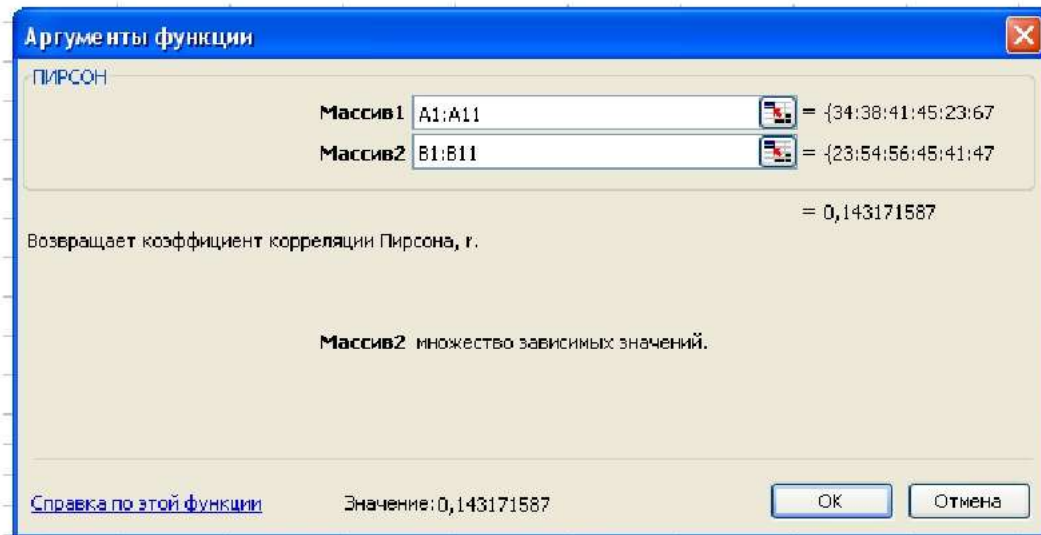 Аргументы функции
ПИРСОН
Массив1 A1:A11 = {34:38:41:45:23:67
Массив2 B1:B11 = {23:54:56:45:41:47
= 0,143171587
Возвращает коэффициент корреляции Пирсона, r.
Массив2 множество зависимых значений.
Справка по этой функции Значение:0,143171587 OK Отмена